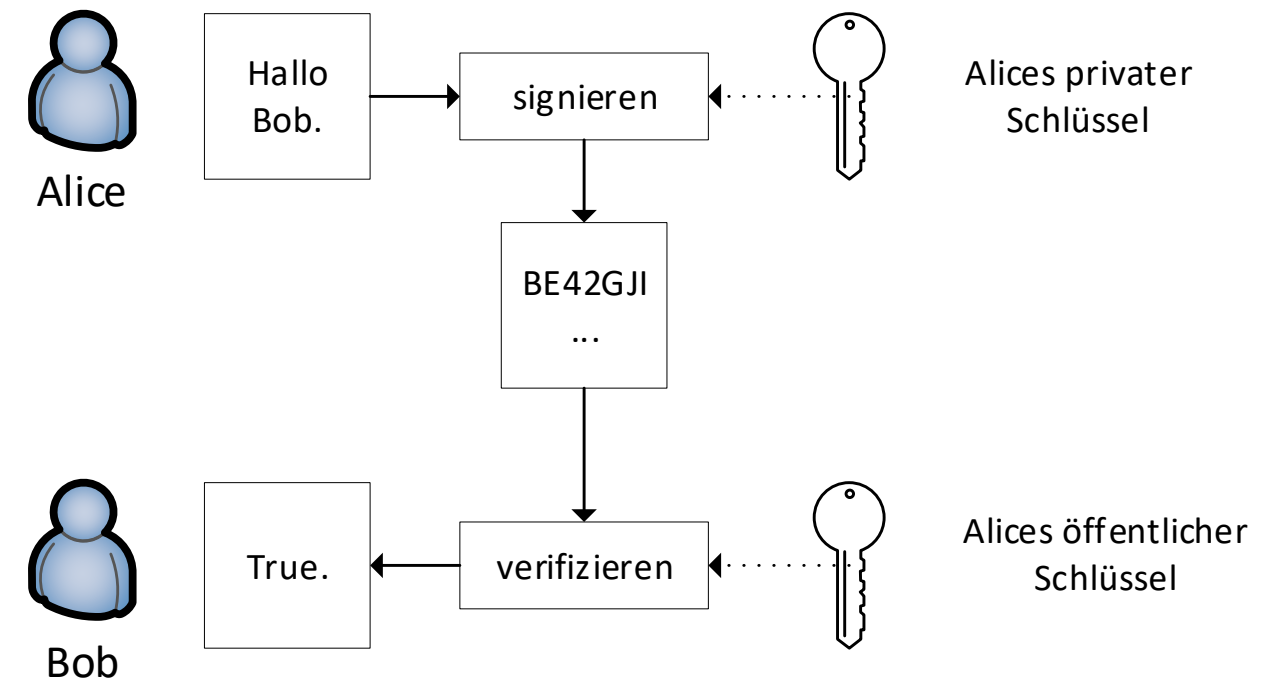 Hallo
Bob.
signieren
Alices privater
Schlüssel
Alice
BE42GJI
...
True.
verifizieren
Alices öffentlicher
Schlüssel
Bob